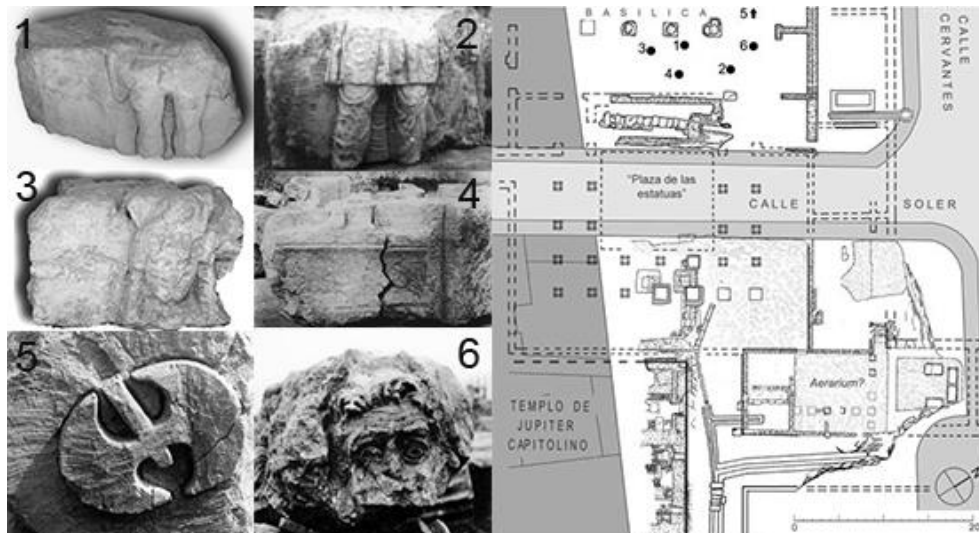 1
2
3
4
5
6
BASILICA
5
1
3
6
4
2
CALLE
CERVANTES
"Plaza de las
estatuas"
CALLE SOLER
Aerarium?
TEMPLO DE
JUPITER
CAPITOLINO
0